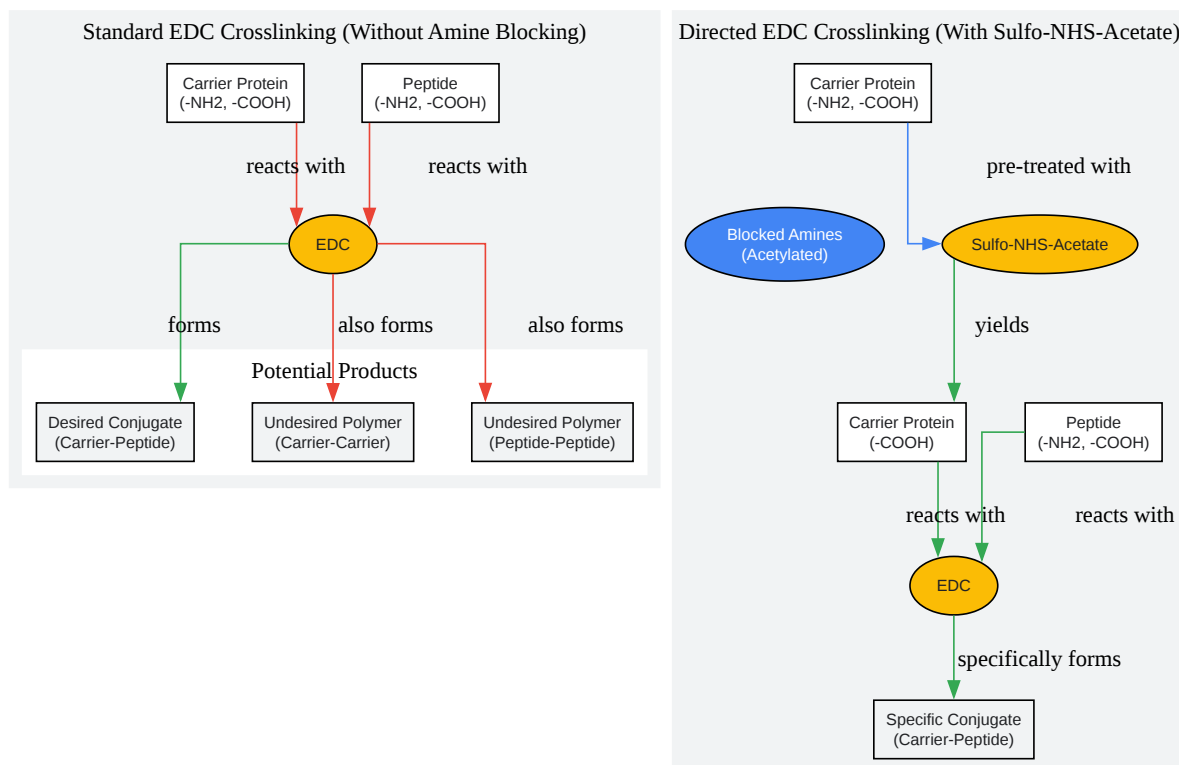 Standard EDC Crosslinking (Without Amine Blocking)
Carrier Protein
(-NH2, -COOH)
Peptide
(-NH2, -COOH)
reacts with
reacts with
EDC
forms
also forms
also forms
Potential Products
Desired Conjugate
(Carrier-Peptide)
Undesired Polymer
(Carrier-Carrier)
Undesired Polymer
(Peptide-Peptide)
Directed EDC Crosslinking (With Sulfo-NHS-Acetate)
Carrier Protein
(-NH2, -COOH)
pre-treated with
Blocked Amines
(Acetylated)
Sulfo-NHS-Acetate
yields
Carrier Protein
(-COOH)
Peptide
(-NH2, -COOH)
reacts with
reacts with
EDC
specifically forms
Specific Conjugate
(Carrier-Peptide)